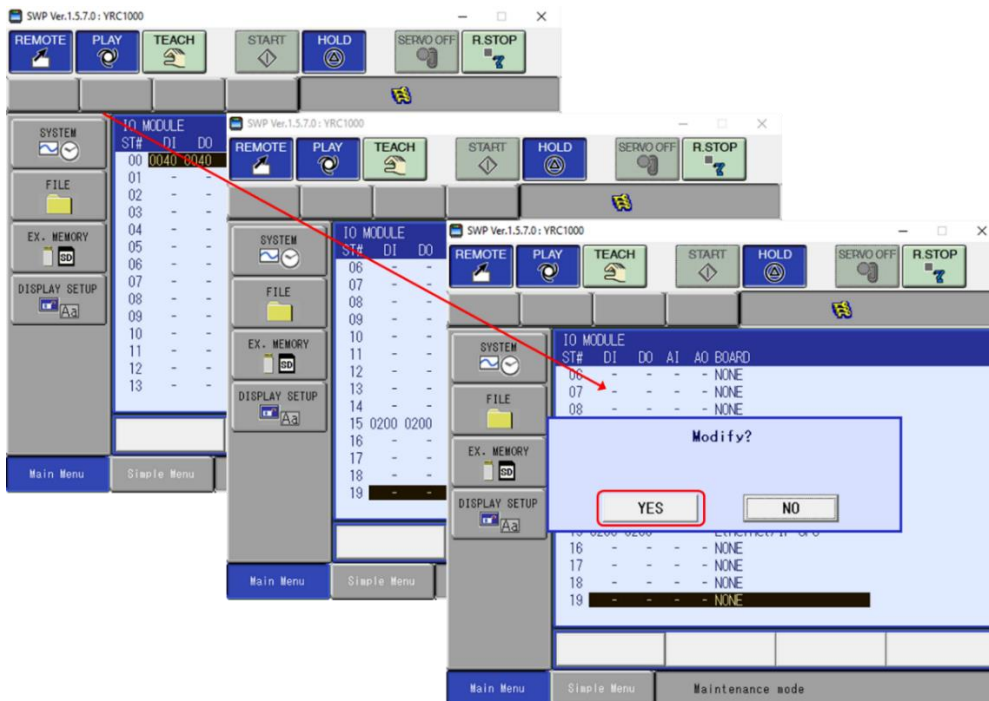 SWP Ver.1.5.7.0 : YRC1000
REMOTE PLAY TEACH START HOLD SERVO OFF R.STOP
SYSTEM
FILE
EX. MEMORY
SD
DISPLAY SETUP
Aa
IO MODULE
ST# DI DO
00 0040 0040
01 - -
02 - -
03 - -
04 - -
05 - -
06 - -
07 - -
08 - -
09 - -
10 - -
11 - -
12 - -
13 - -
Main Menu Simple Menu
SWP Ver.1.5.7.0 : YRC1000
REMOTE PLAY TEACH START HOLD SERVO OFF R.STOP
SYSTEM
FILE
EX. MEMORY
SD
DISPLAY SETUP
Aa
IO MODULE
ST# DI DO
06 - -
07 - -
08 - -
09 - -
10 - -
11 - -
12 - -
13 - -
14 - -
15 0200 0200
16 - -
17 - -
18 - -
19 - -
Main Menu Simple Menu
SWP Ver.1.5.7.0 : YRC1000
REMOTE PLAY TEACH START HOLD SERVO OFF R.STOP
SYSTEM
FILE
EX. MEMORY
SD
DISPLAY SETUP
Aa
IO MODULE
ST# DI DO AI AO BOARD
06 - - - - NONE
07 - - - - NONE
08 - - - - NONE
Modify?
YES NO
16 - - - - NONE
17 - - - - NONE
18 - - - - NONE
19 - - - - NONE
Main Menu Simple Menu Maintenance mode